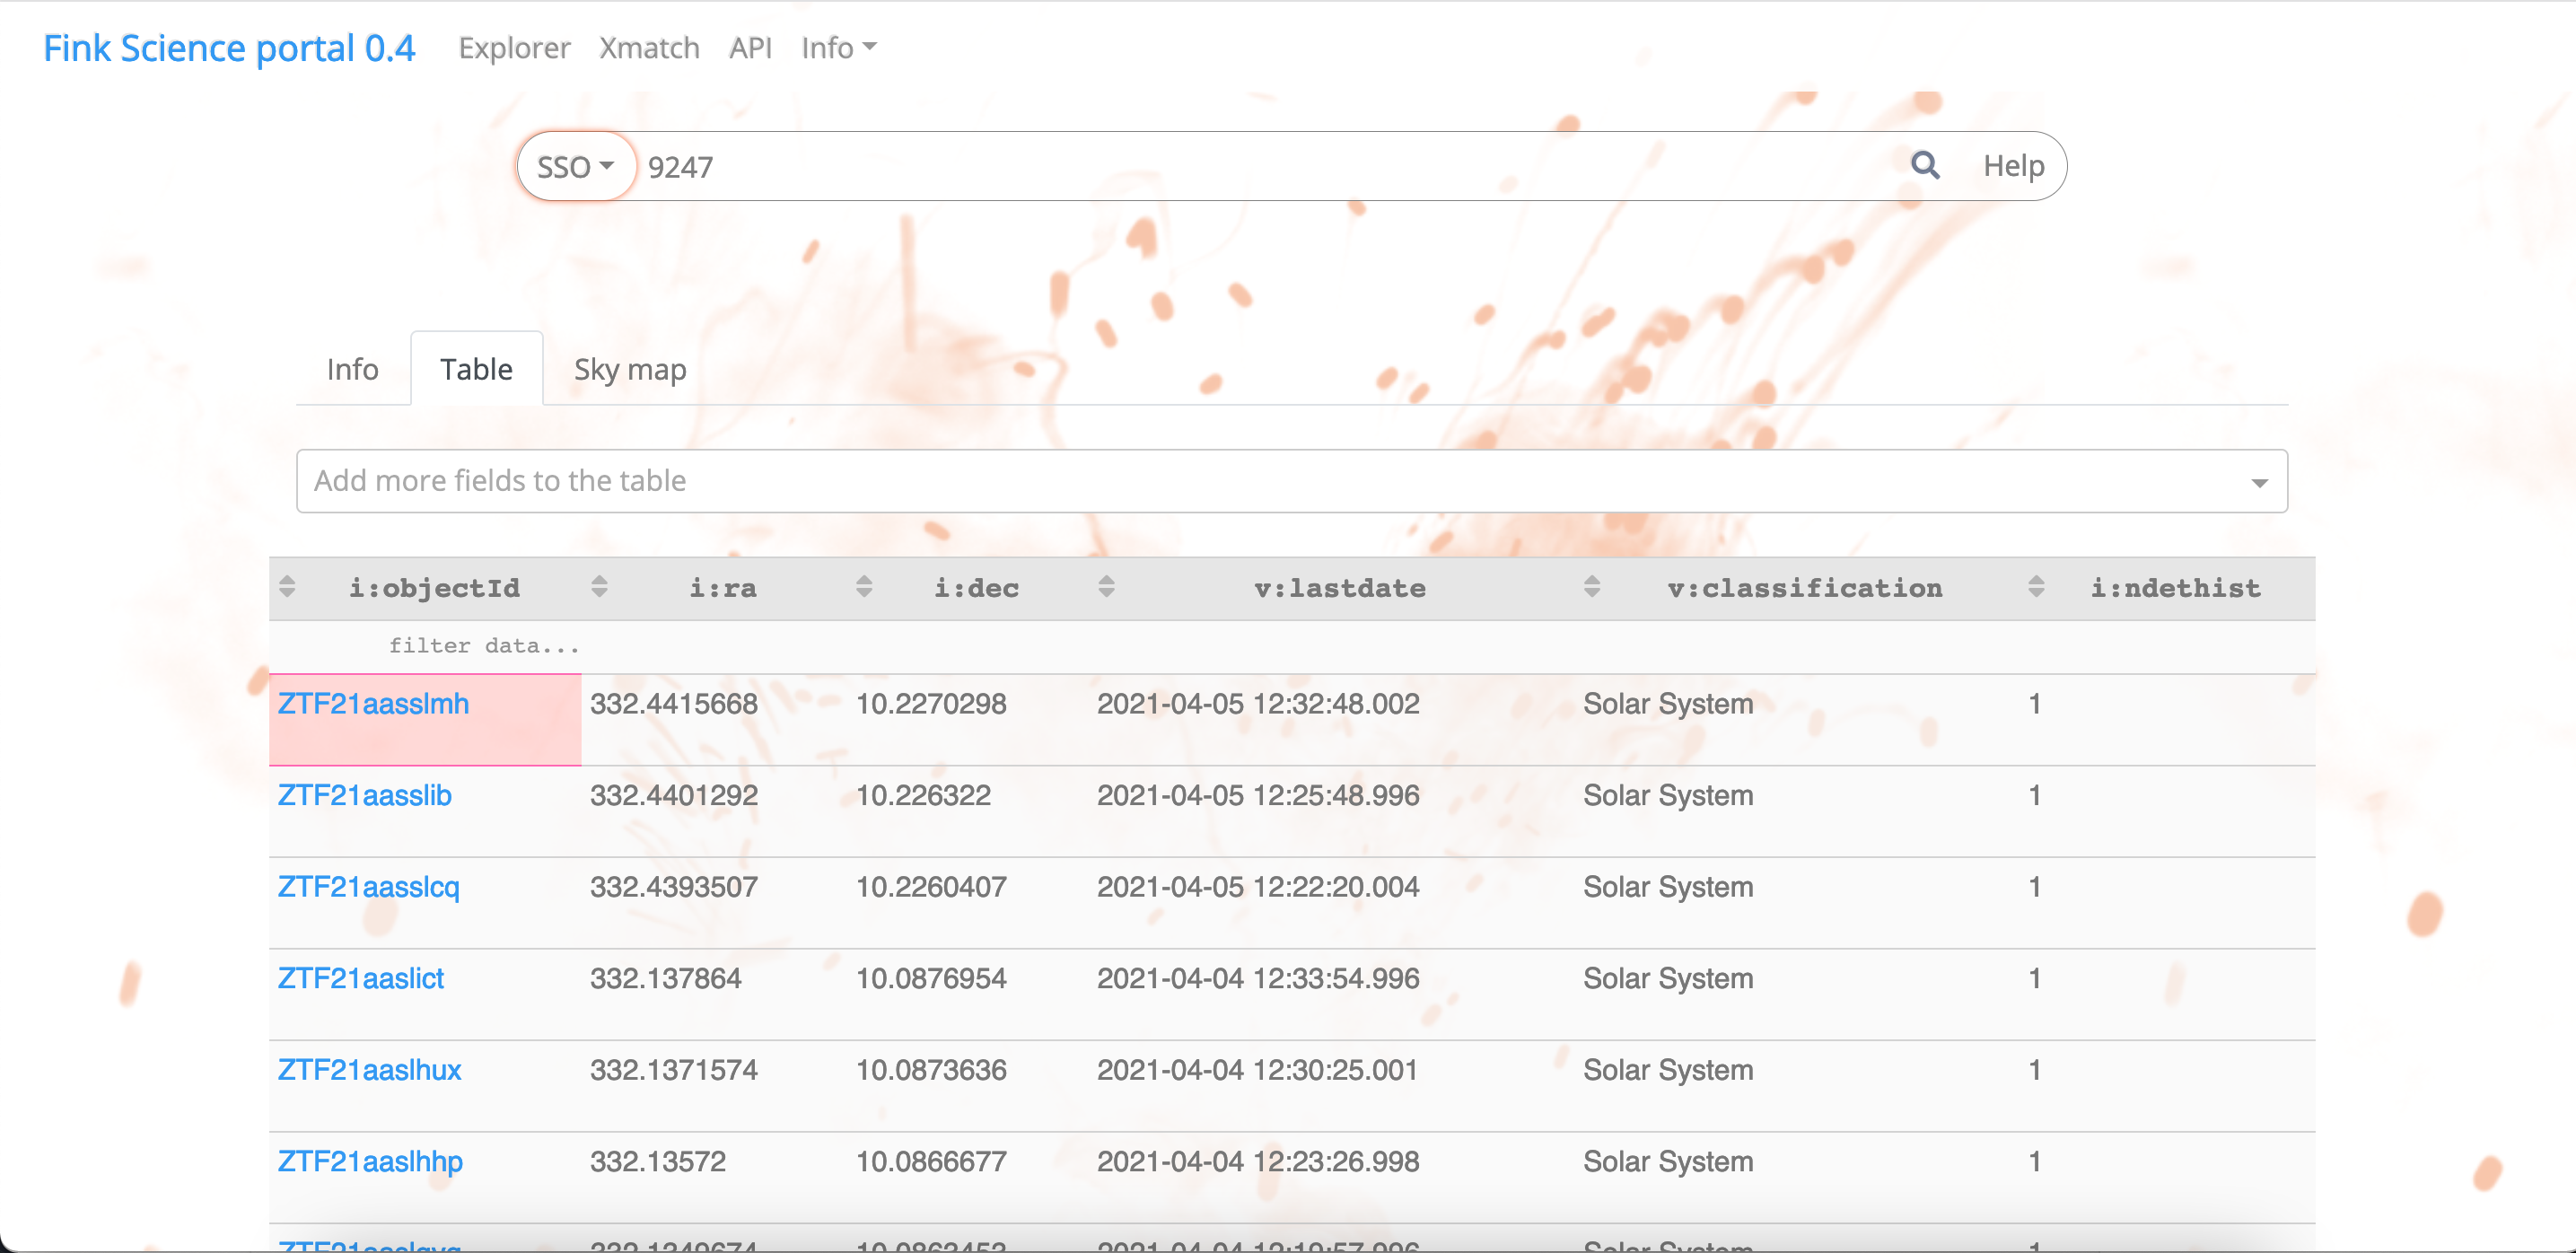 Fink Science portal 0.4 Explorer Xmatch API Info
SSO 9247 Help
Info Table Sky map
Add more fields to the table
i:objectId i:ra i:dec v:lastdate v:classification i:ndethist
filter data...
ZTF21aasslmh 332.4415668 10.2270298 2021-04-05 12:32:48.002 Solar System 1
ZTF21aasslib 332.4401292 10.226322 2021-04-05 12:25:48.996 Solar System 1
ZTF21aasslcq 332.4393507 10.2260407 2021-04-05 12:22:20.004 Solar System 1
ZTF21aaslict 332.137864 10.0876954 2021-04-04 12:33:54.996 Solar System 1
ZTF21aaslhux 332.1371574 10.0873636 2021-04-04 12:30:25.001 Solar System 1
ZTF21aaslhhp 332.13572 10.0866677 2021-04-04 12:23:26.998 Solar System 1
Solar System 1